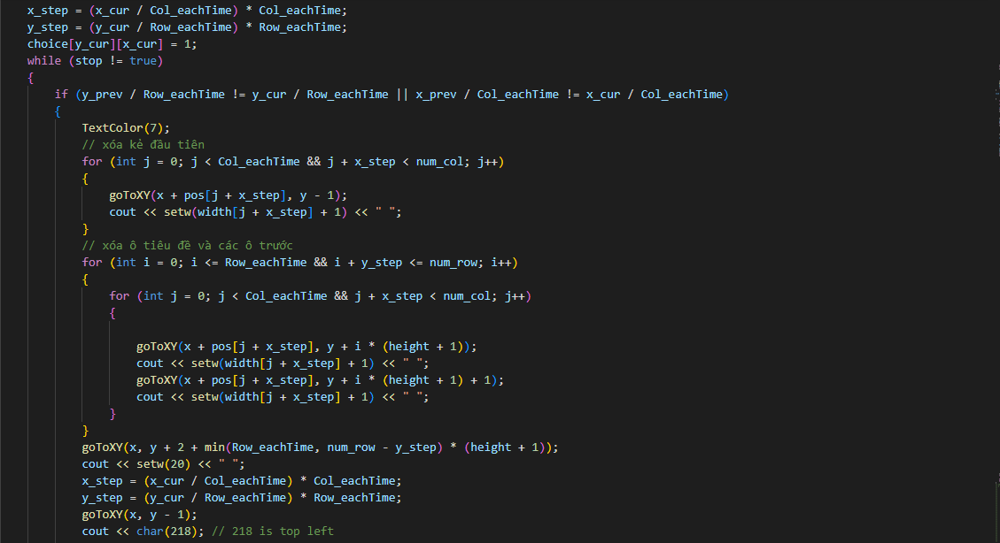 x_step = (x_cur / Col_eachTime) * Col_eachTime;
y_step = (y_cur / Row_eachTime) * Row_eachTime;
choice[y_cur][x_cur] = 1;
while (stop != true)
{
if (y_prev / Row_eachTime != y_cur / Row_eachTime || x_prev / Col_eachTime != x_cur / Col_eachTime)
{
TextColor(7);
// xóa kẻ đầu tiên
for (int j = 0; j < Col_eachTime && j + x_step < num_col; j++)
{
goToXY(x + pos[j + x_step], y - 1);
cout << setw(width[j + x_step] + 1) << " ";
}
// xóa ô tiêu đề và các ô trước
for (int i = 0; i <= Row_eachTime && i + y_step <= num_row; i++)
{
for (int j = 0; j < Col_eachTime && j + x_step < num_col; j++)
{
goToXY(x + pos[j + x_step], y + i * (height + 1));
cout << setw(width[j + x_step] + 1) << " ";
goToXY(x + pos[j + x_step], y + i * (height + 1) + 1);
cout << setw(width[j + x_step] + 1) << " ";
}
}
goToXY(x, y + 2 + min(Row_eachTime, num_row - y_step) * (height + 1));
cout << setw(20) << " ";
x_step = (x_cur / Col_eachTime) * Col_eachTime;
y_step = (y_cur / Row_eachTime) * Row_eachTime;
goToXY(x, y - 1);
cout << char(218); // 218 is top left